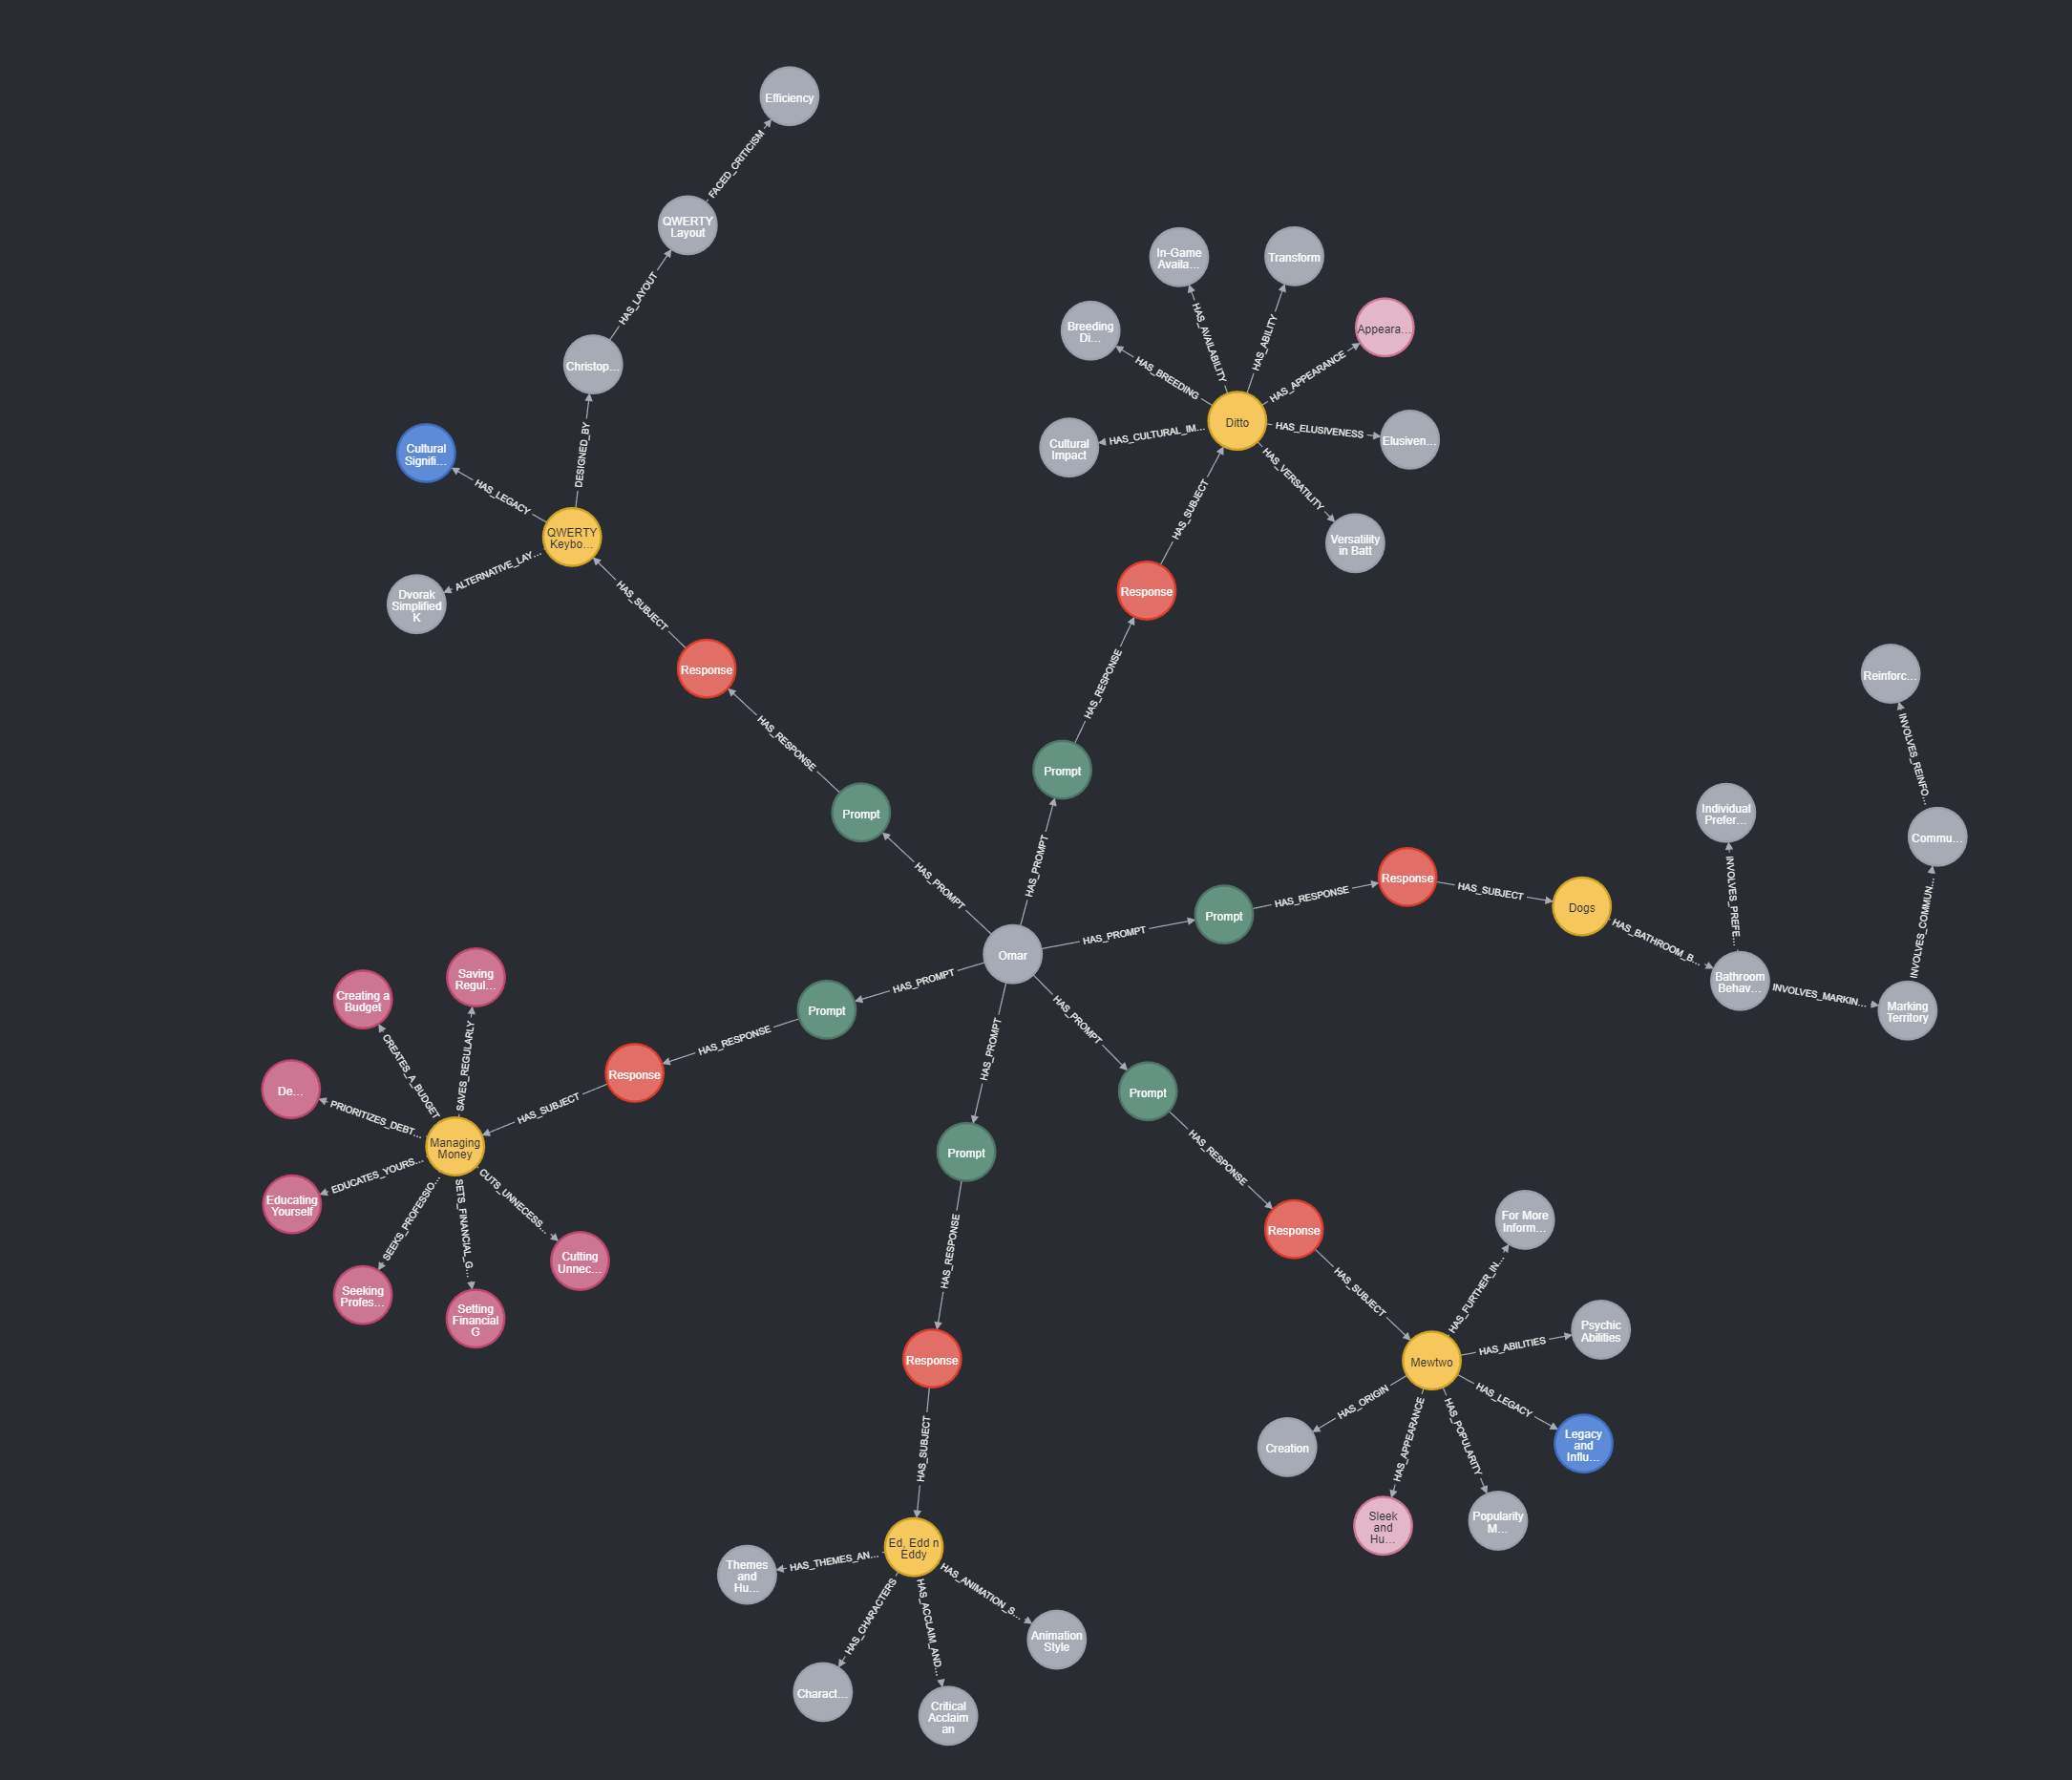 Efficiency
FACED_CRITICISM
QWERTY
Layout
HAS_LAYOUT
Christop...
DESIGNED_BY
Cultural
Signifi...
HAS_LEGACY
QWERTY
Keybo...
ALTERNATIVE_LAY...
Dvorak
Simplified
K
HAS_SUBJECT
Response
HAS_RESPONSE
Prompt
HAS_PROMPT
In-Game
Availa...
Transform
Breeding
Di...
Appeara...
HAS_AVAILABILITY
HAS_ABILITY
HAS_BREEDING
HAS_APPEARANCE
Ditto
Cultural
Impact
HAS_CULTURAL_IM...
HAS_ELUSIVENESS
Elusiven...
HAS_VERSATILITY
Versatility
in Batt
HAS_SUBJECT
Response
HAS_RESPONSE
Prompt
HAS_PROMPT
Omar
HAS_PROMPT
Prompt
HAS_RESPONSE
Response
HAS_SUBJECT
Dogs
HAS_BATHROOM_B...
Bathroom
Behav...
INVOLVES_PREFE...
Individual
Prefer...
INVOLVES_MARKIN...
Marking
Territory
INVOLVES_COMMUN...
Commu...
INVOLVES_REINFO...
Reinforc...
HAS_PROMPT
Prompt
HAS_RESPONSE
Response
HAS_SUBJECT
Managing
Money
SAVES_REGULARLY
Saving
Regul...
CREATES_A_BUDGET
Creating a
Budget
PRIORITIZES_DEBT...
De...
EDUCATES_YOURS...
Educating
Yourself
SEEKS_PROFESSIO...
Seeking
Profes...
SETS_FINANCIAL_G...
Setting
Financial
G
CUTS_UNNECESS...
Cutting
Unnec...
HAS_PROMPT
Prompt
HAS_RESPONSE
Response
HAS_SUBJECT
Ed, Edd n
Eddy
HAS_THEMES_AN...
Themes
and
Hu...
HAS_CHARACTERS
Charact...
HAS_ACCLAIM_AND...
Critical
Acclaim
an
HAS_ANIMATION_S...
Animation
Style
HAS_PROMPT
Prompt
HAS_RESPONSE
Response
HAS_SUBJECT
Mewtwo
HAS_FURTHER_IN...
For More
Inform...
HAS_ABILITIES
Psychic
Abilities
HAS_LEGACY
Legacy
and
Influ...
HAS_POPULARITY
Popularity
M...
HAS_APPEARANCE
Sleek
and
Hu...
HAS_ORIGIN
Creation